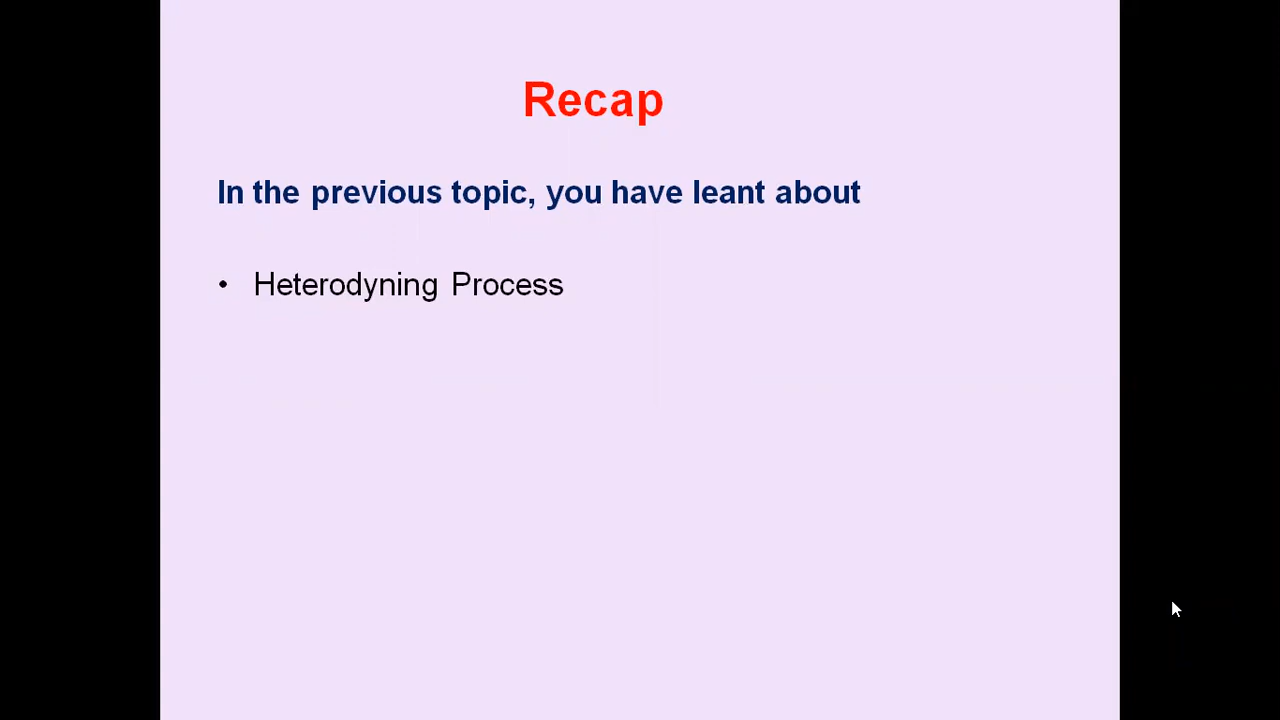 Recap
In the previous topic, you have leant about
• Heterodyning Process